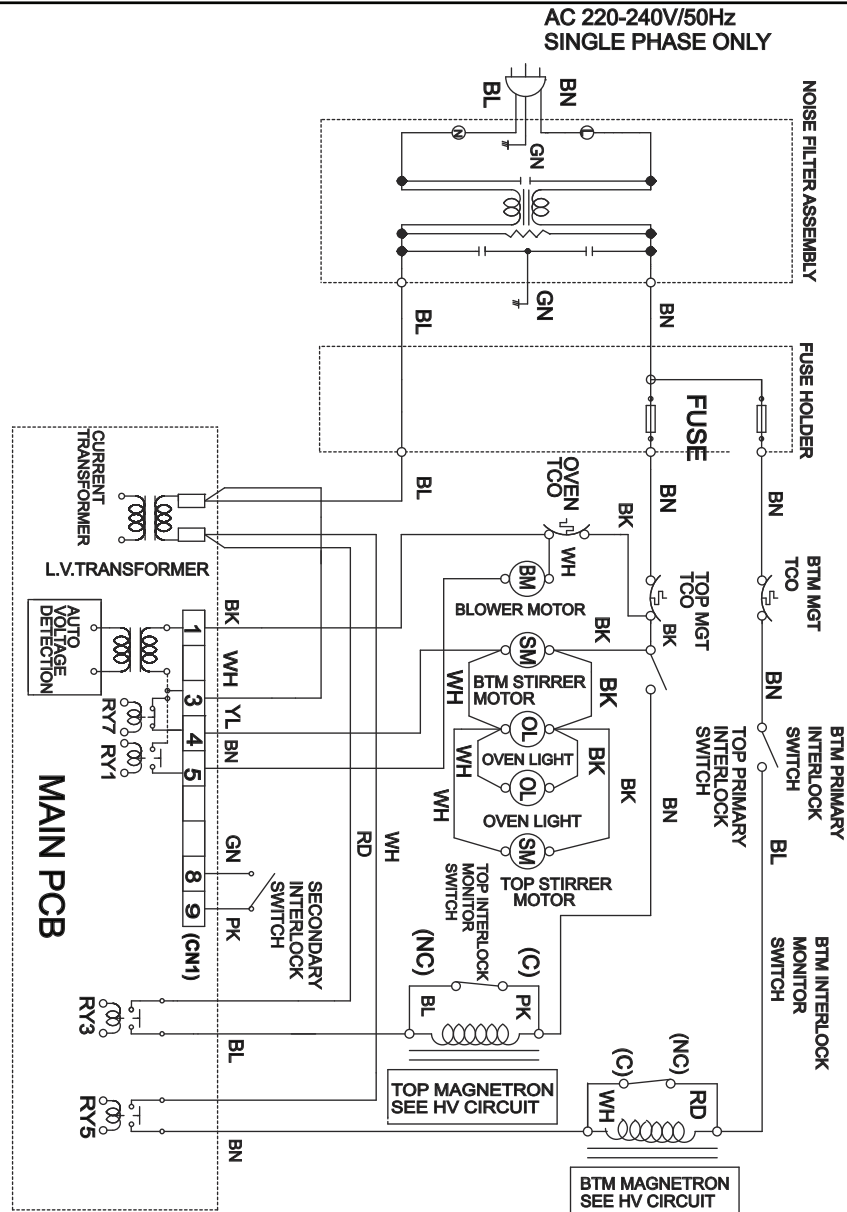 AC 220-240V/50Hz
SINGLE PHASE ONLY
BL
BN
N
L
GN
NOISE FILTER ASSEMBLY
GN
BL
BN
FUSE HOLDER
FUSE
CURRENT
TRANSFORMER
BL
OVEN
TCO
BN
BN
BK
L.V.TRANSFORMER
WH
BM
BLOWER MOTOR
TOP MGT
TCO
BTM MGT
TCO
AUTO
VOLTAGE
DETECTION
1
BK
BK
BK
WH
SM
BTM STIRRER
MOTOR
WH
BK
BN
3
YL
RY7
4
BN
OL
OVEN LIGHT
WH
BK
TOP PRIMARY
INTERLOCK
SWITCH
BTM PRIMARY
INTERLOCK
SWITCH
RY1
5
OL
OVEN LIGHT
WH
BK
BN
MAIN PCB
RD
WH
SM
TOP STIRRER
MOTOR
BL
GN
8
9
PK
(CN1)
SECONDARY
INTERLOCK
SWITCH
TOP INTERLOCK
MONITOR
SWITCH
(NC)
(C)
BL
PK
BTM INTERLOCK
MONITOR
SWITCH
RY3
BL
TOP MAGNETRON
SEE HV CIRCUIT
(C)
(NC)
WH
RD
RY5
BN
BTM MAGNETRON
SEE HV CIRCUIT